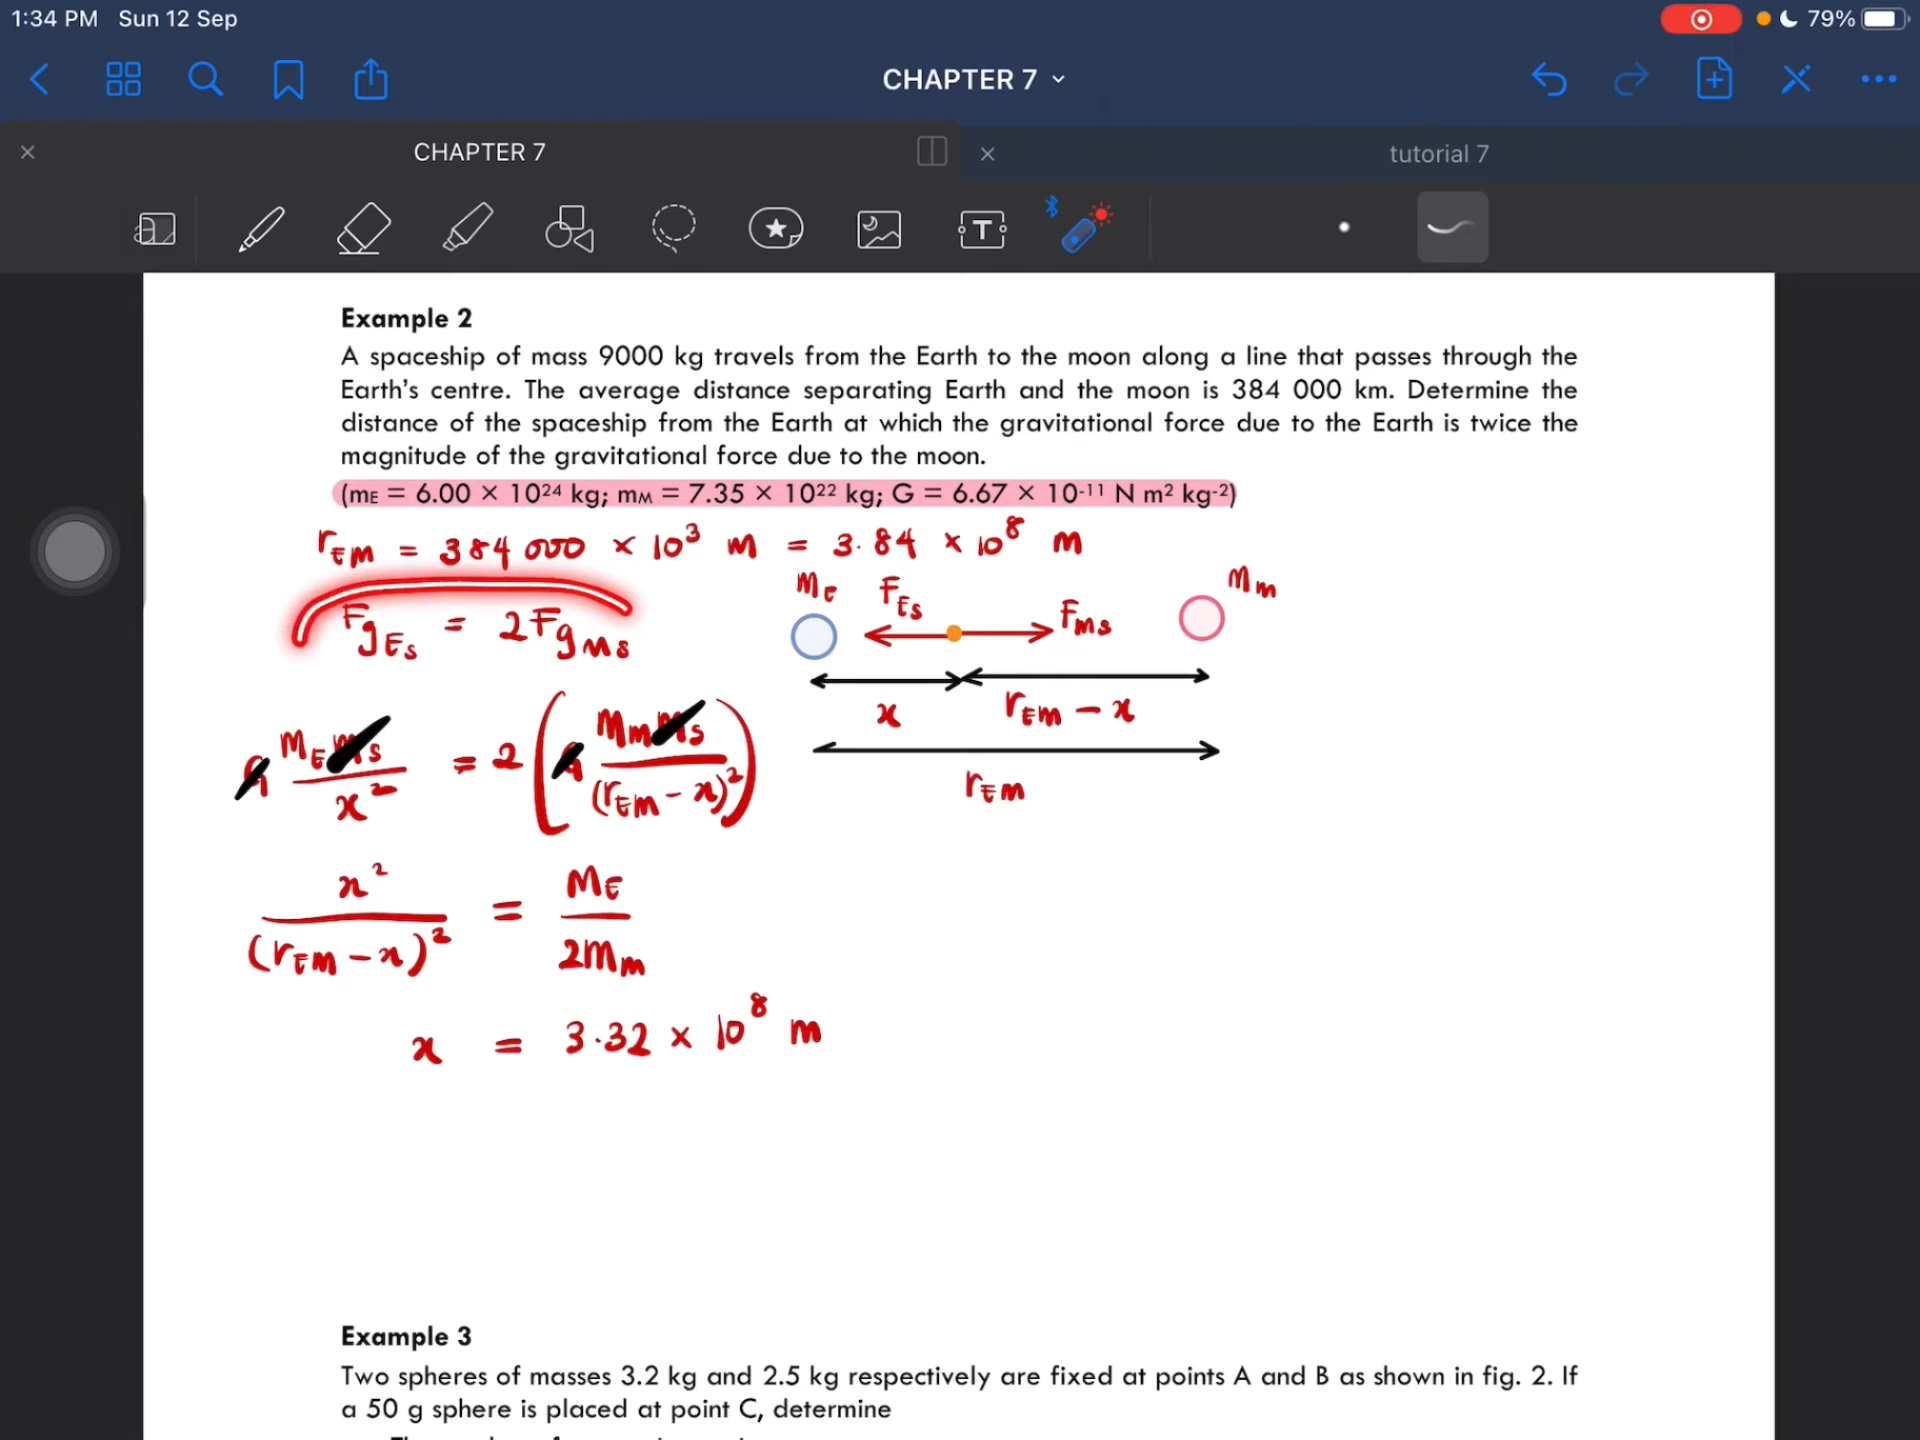 1:34 PM Sun 12 Sep 79%
CHAPTER 7
CHAPTER 7
tutorial 7
T
Example 2
A spaceship of mass 9000 kg travels from the Earth to the moon along a line that passes through the
Earth's centre. The average distance separating Earth and the moon is 384 000 km. Determine the
distance of the spaceship from the Earth at which the gravitational force due to the Earth is twice the
magnitude of the gravitational force due to the moon.
(mE = 6.00 × 10²⁴ kg; mM = 7.35 × 10²² kg; G = 6.67 × 10⁻¹¹ N m² kg⁻²)
rEM = 384 000 × 10³ m = 3.84 × 10⁸ m
ME FES FMS Mm
FgES = 2FgMS
x rEM - x
rEM
G MEMS / x² = 2 (G MmMS / (rEM - x)²)
x² / (rEM - x)² = ME / 2Mm
x = 3.32 × 10⁸ m
Example 3
Two spheres of masses 3.2 kg and 2.5 kg respectively are fixed at points A and B as shown in fig. 2. If
a 50 g sphere is placed at point C, determine